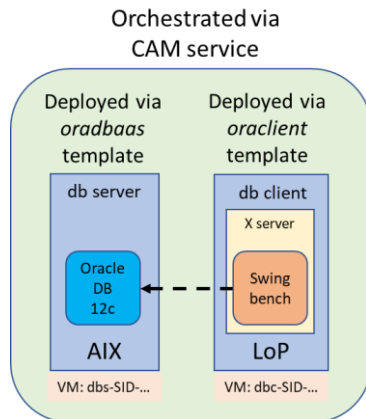 Orchestrated via
CAM service
Deployed via
oradbaas
template
Deployed via
oraclient
template
db server
Oracle
DB
12c
AIX
VM: dbs-SID-...
db client
X server
Swing
bench
LoP
VM: dbc-SID-...